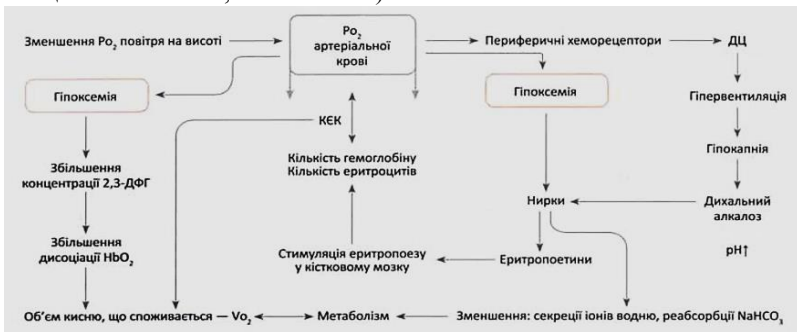 Зменшення Po₂ повітря на висоті
Po₂
артеріальної
крові
Периферичні хеморецептори
ДЦ
Гіпоксемія
Гіпоксемія
Гіпервентиляція
КЕК
Гіпокапнія
Кількість гемоглобіну
Кількість еритроцитів
Збільшення
концентрації 2,3-ДФГ
Нирки
Дихальний
алкалоз
Збільшення
дисоціації HbO₂
Стимуляція еритропоезу
у кістковому мозку
Еритропоетини
pH↑
Об'єм кисню, що споживається — Vo₂
Метаболізм
Зменшення: секреції іонів водню, реабсорбції NaHCO₃